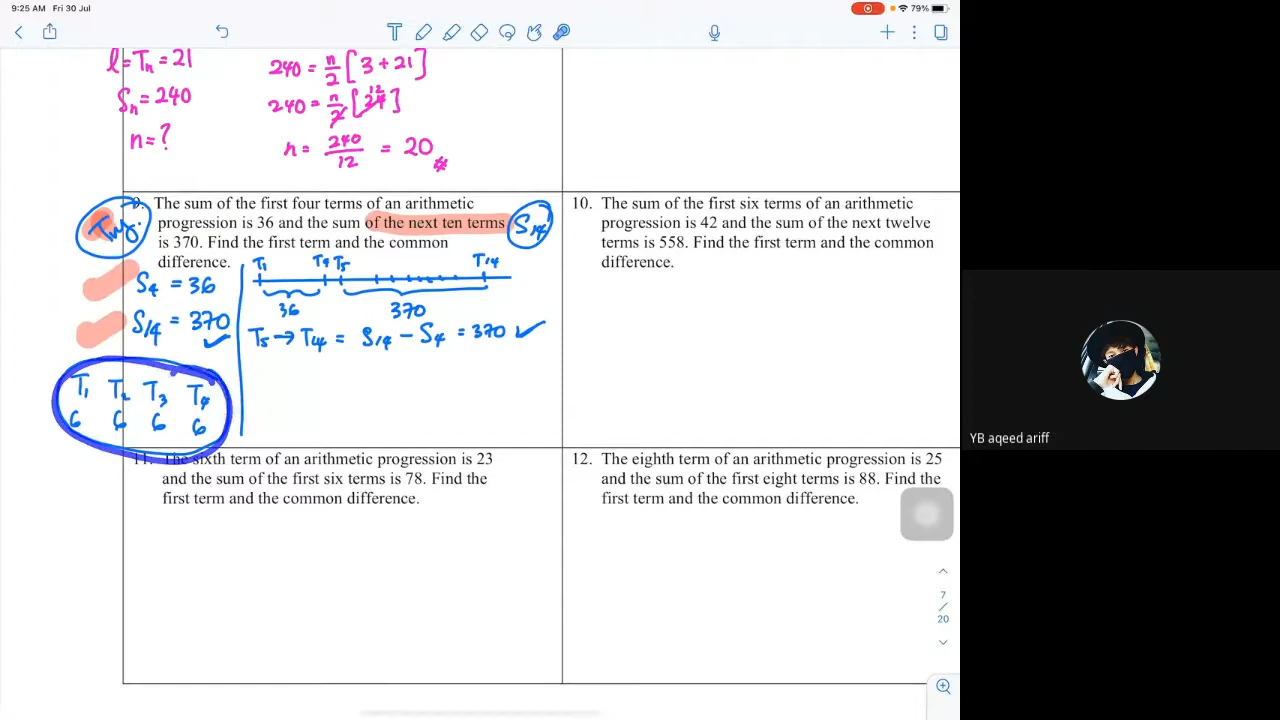 9:25 AM Fri 30 Jul
79%
l = Tn = 21
Sn = 240
n = ?
240 = n/2 [ 3 + 21 ]
240 = n/2 [ 24 ] 12
n = 240/12 = 20
9. The sum of the first four terms of an arithmetic
progression is 36 and the sum of the next ten terms
is 370. Find the first term and the common
difference.
S14
S4 = 36
S14 = 370
T1 T4 T5 T14
36 370
T5 → T14 = S14 − S4 = 370 ✓
T1 T2 T3 T4
6 6 6 6
10. The sum of the first six terms of an arithmetic
progression is 42 and the sum of the next twelve
terms is 558. Find the first term and the common
difference.
11. The sixth term of an arithmetic progression is 23
and the sum of the first six terms is 78. Find the
first term and the common difference.
12. The eighth term of an arithmetic progression is 25
and the sum of the first eight terms is 88. Find the
first term and the common difference.
7
/
20
YB aqeed ariff